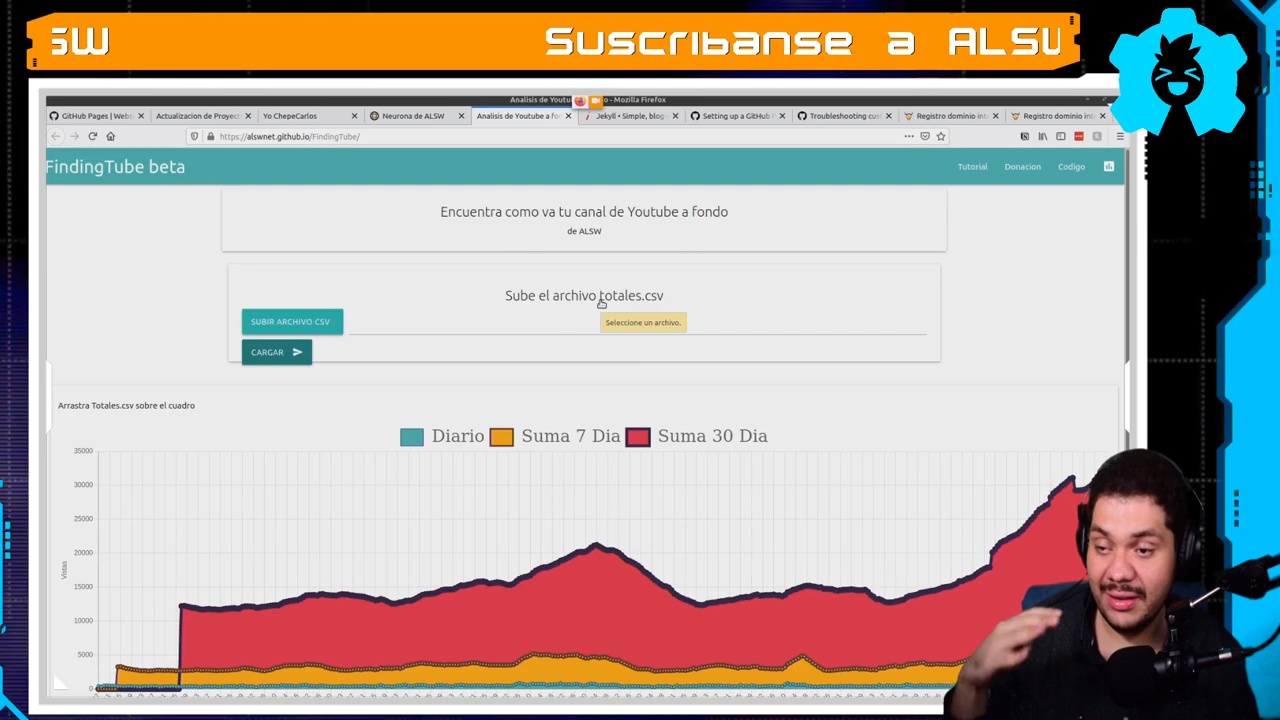 SW Suscribanse a ALSW
Analisis de Youtu o - Mozilla Firefox
GitHub Pages | Webs
Actualizacion de Proyec
Yo ChepeCarlos
Neurona de ALSW
Analisis de Youtube a fo
Jekyll • Simple, blog
Setting up a GitHub P
Troubleshooting cus
Registro dominio int
Registro dominio int
https://alswnet.github.io/FindingTube/
FindingTube beta
Tutorial
Donacion
Codigo
Encuentra como va tu canal de Youtube a fondo
de ALSW
Sube el archivo totales.csv
SUBIR ARCHIVO CSV
Seleccione un archivo.
CARGAR
Arrastra Totales.csv sobre el cuadro
Diario Suma 7 Dia Suma 30 Dia
35000
30000
25000
20000
Vistas
15000
10000
5000
0